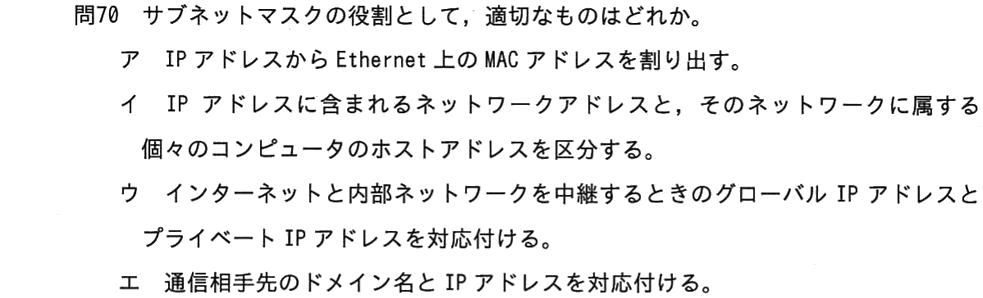 問70　サブネットマスクの役割として，適切なものはどれか。
ア　IP アドレスから Ethernet 上の MAC アドレスを割り出す。
イ　IP アドレスに含まれるネットワークアドレスと，そのネットワークに属する
個々のコンピュータのホストアドレスを区分する。
ウ　インターネットと内部ネットワークを中継するときのグローバル IP アドレスと
プライベート IP アドレスを対応付ける。
エ　通信相手先のドメイン名と IP アドレスを対応付ける。